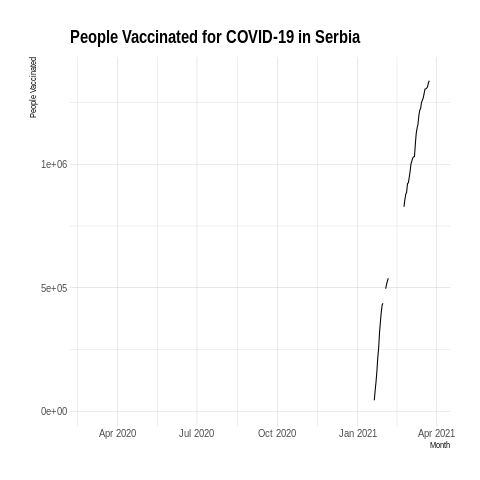 People Vaccinated for COVID-19 in Serbia
People Vaccinated
1e+06
5e+05
0e+00
Apr 2020 Jul 2020 Oct 2020 Jan 2021 Apr 2021
Month